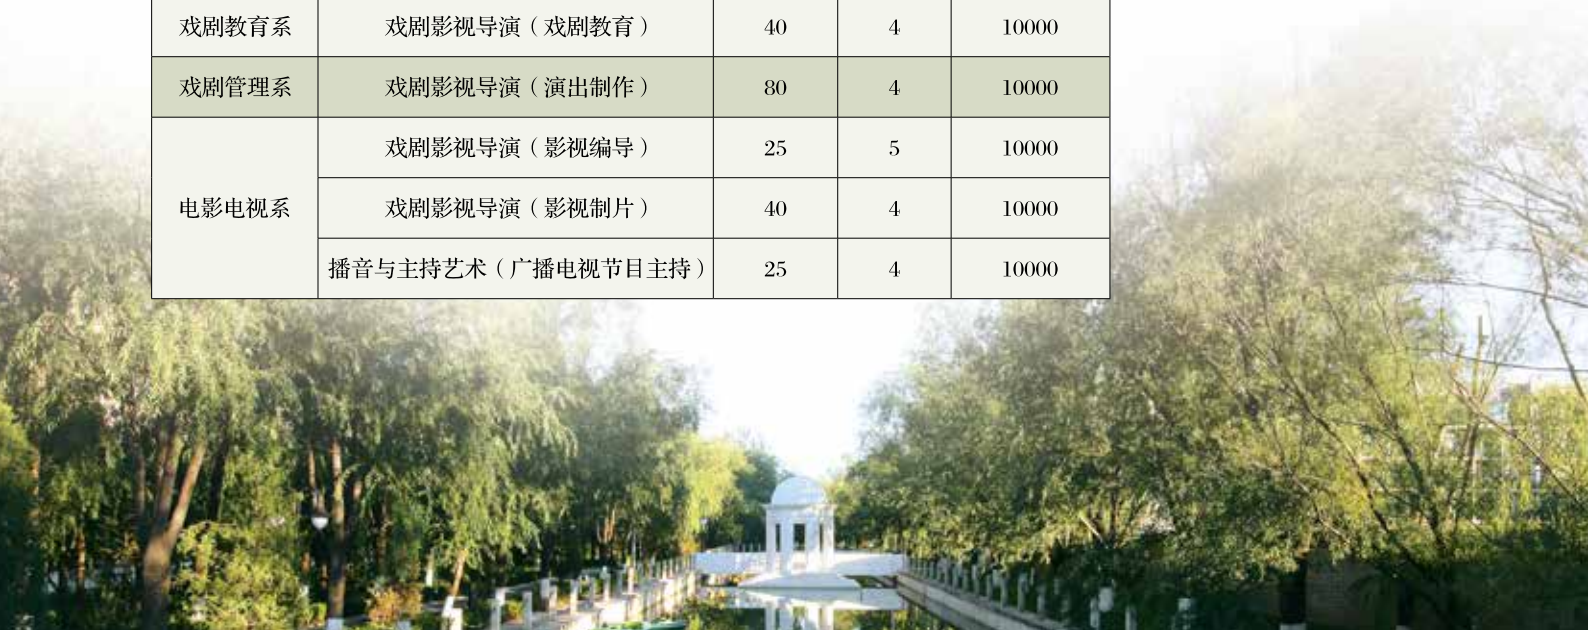 戏剧教育系 戏剧影视导演（戏剧教育） 40 4 10000
戏剧管理系 戏剧影视导演（演出制作） 80 4 10000
电影电视系 戏剧影视导演（影视编导） 25 5 10000
戏剧影视导演（影视制片） 40 4 10000
播音与主持艺术（广播电视节目主持） 25 4 10000